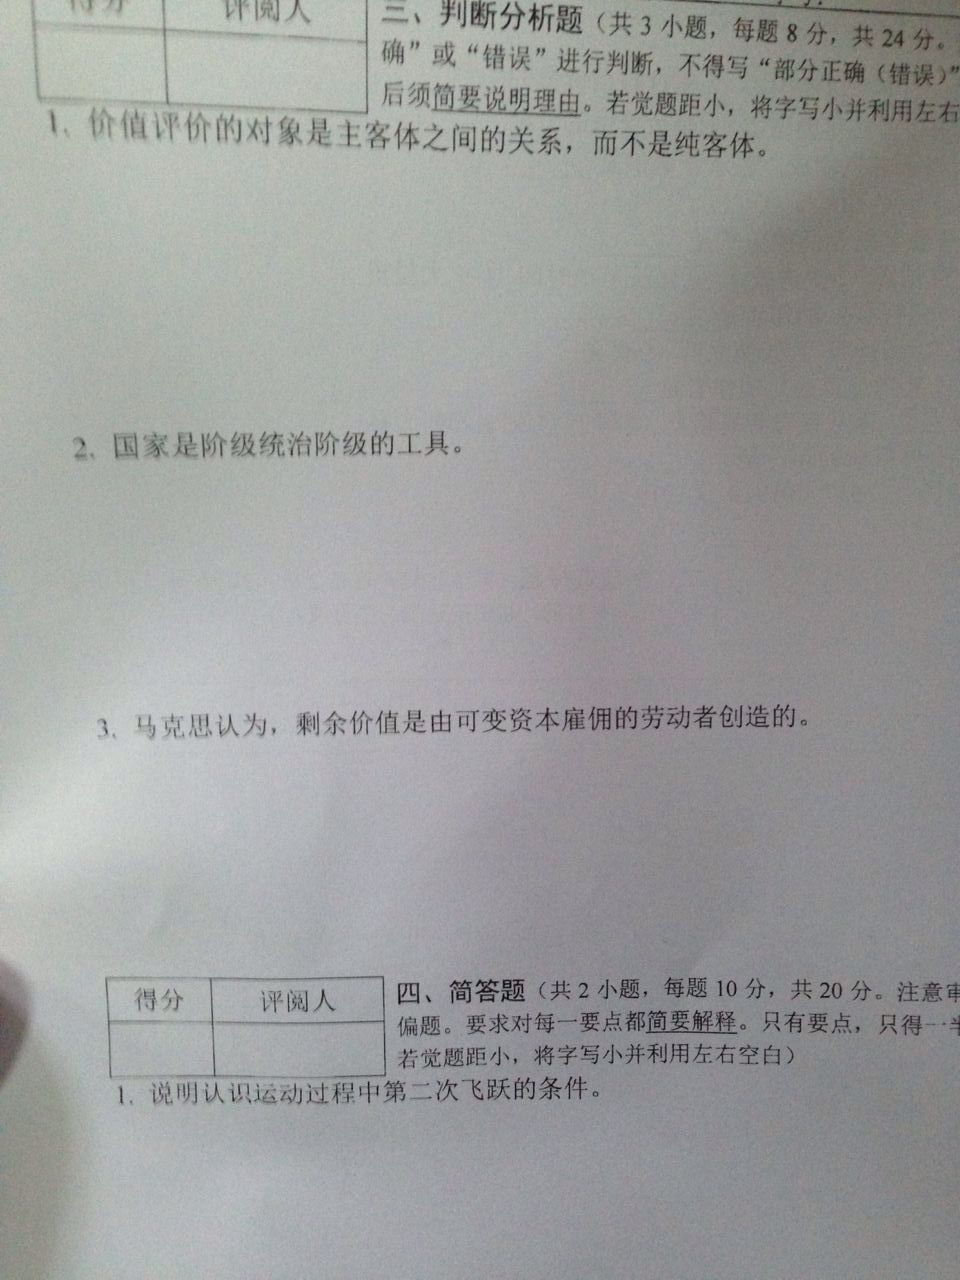 得分 评阅人
三、判断分析题（共 3 小题，每题 8 分，共 24 分。
确”或“错误”进行判断，不得写“部分正确（错误）”
后须简要说明理由。若觉题距小，将字写小并利用左右
1、价值评价的对象是主客体之间的关系，而不是纯客体。
2、国家是阶级统治阶级的工具。
3、马克思认为，剩余价值是由可变资本雇佣的劳动者创造的。
得分 评阅人
四、简答题（共 2 小题，每题 10 分，共 20 分。注意审
偏题。要求对每一要点都简要解释。只有要点，只得一半
若觉题距小，将字写小并利用左右空白）
1、说明认识运动过程中第二次飞跃的条件。